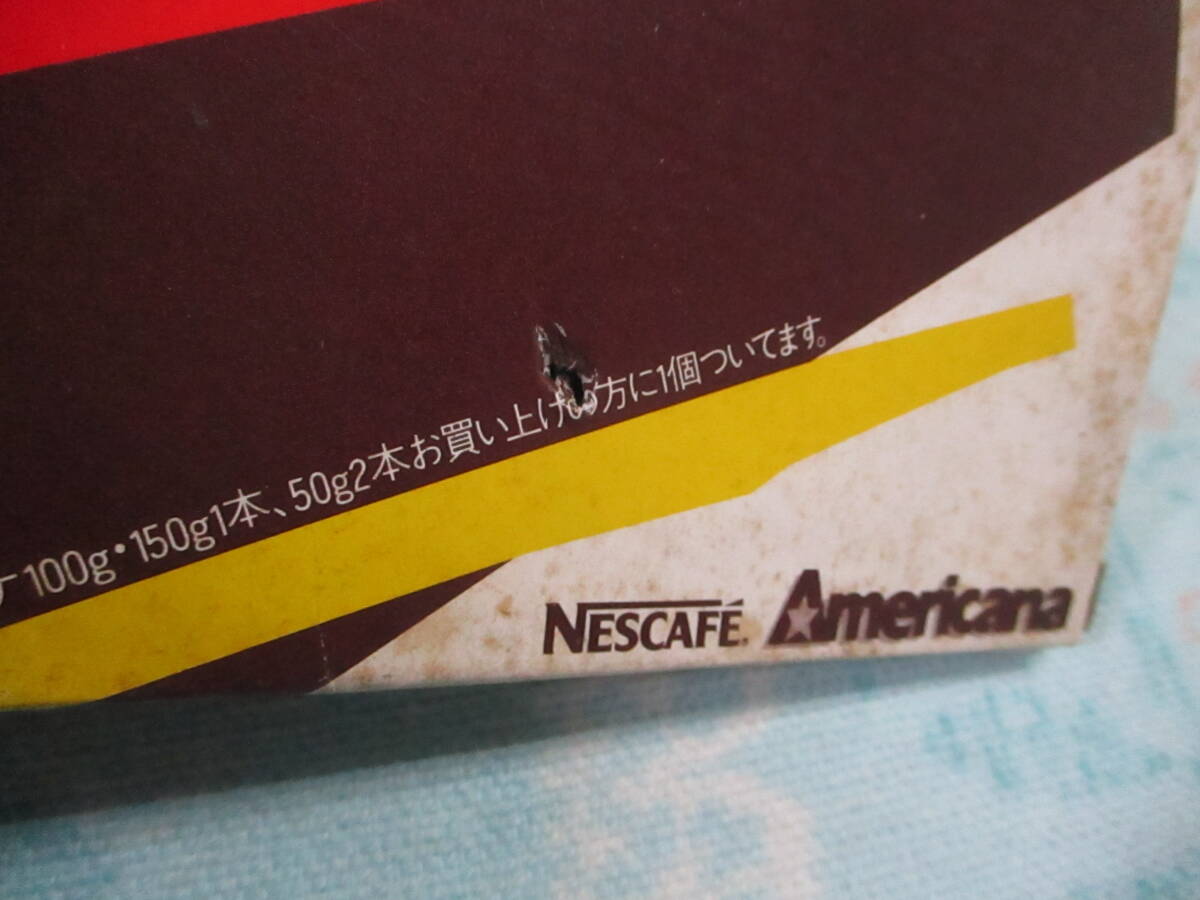 100g・150g1本、50g2本お買い上げの方に1個ついてます。
NESCAFÉ. Americana